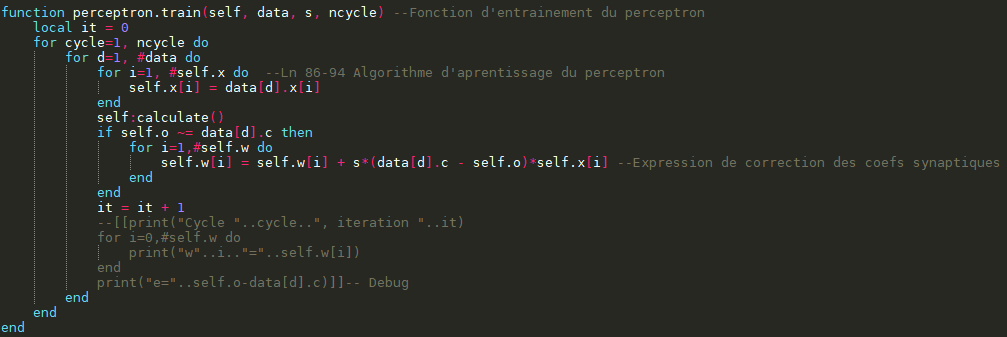 function perceptron.train(self, data, s, ncycle) --Fonction d'entrainement du perceptron
local it = 0
for cycle=1, ncycle do
for d=1, #data do
for i=1, #self.x do  --Ln 86-94 Algorithme d'aprentissage du perceptron
self.x[i] = data[d].x[i]
end
self:calculate()
if self.o ~= data[d].c then
for i=1,#self.w do
self.w[i] = self.w[i] + s*(data[d].c - self.o)*self.x[i] --Expression de correction des coefs synaptiques
end
end
it = it + 1
--[[print("Cycle "..cycle..", iteration "..it)
for i=0,#self.w do
print("w"..i.."="..self.w[i])
end
print("e="..self.o-data[d].c)]]-- Debug
end
end
end